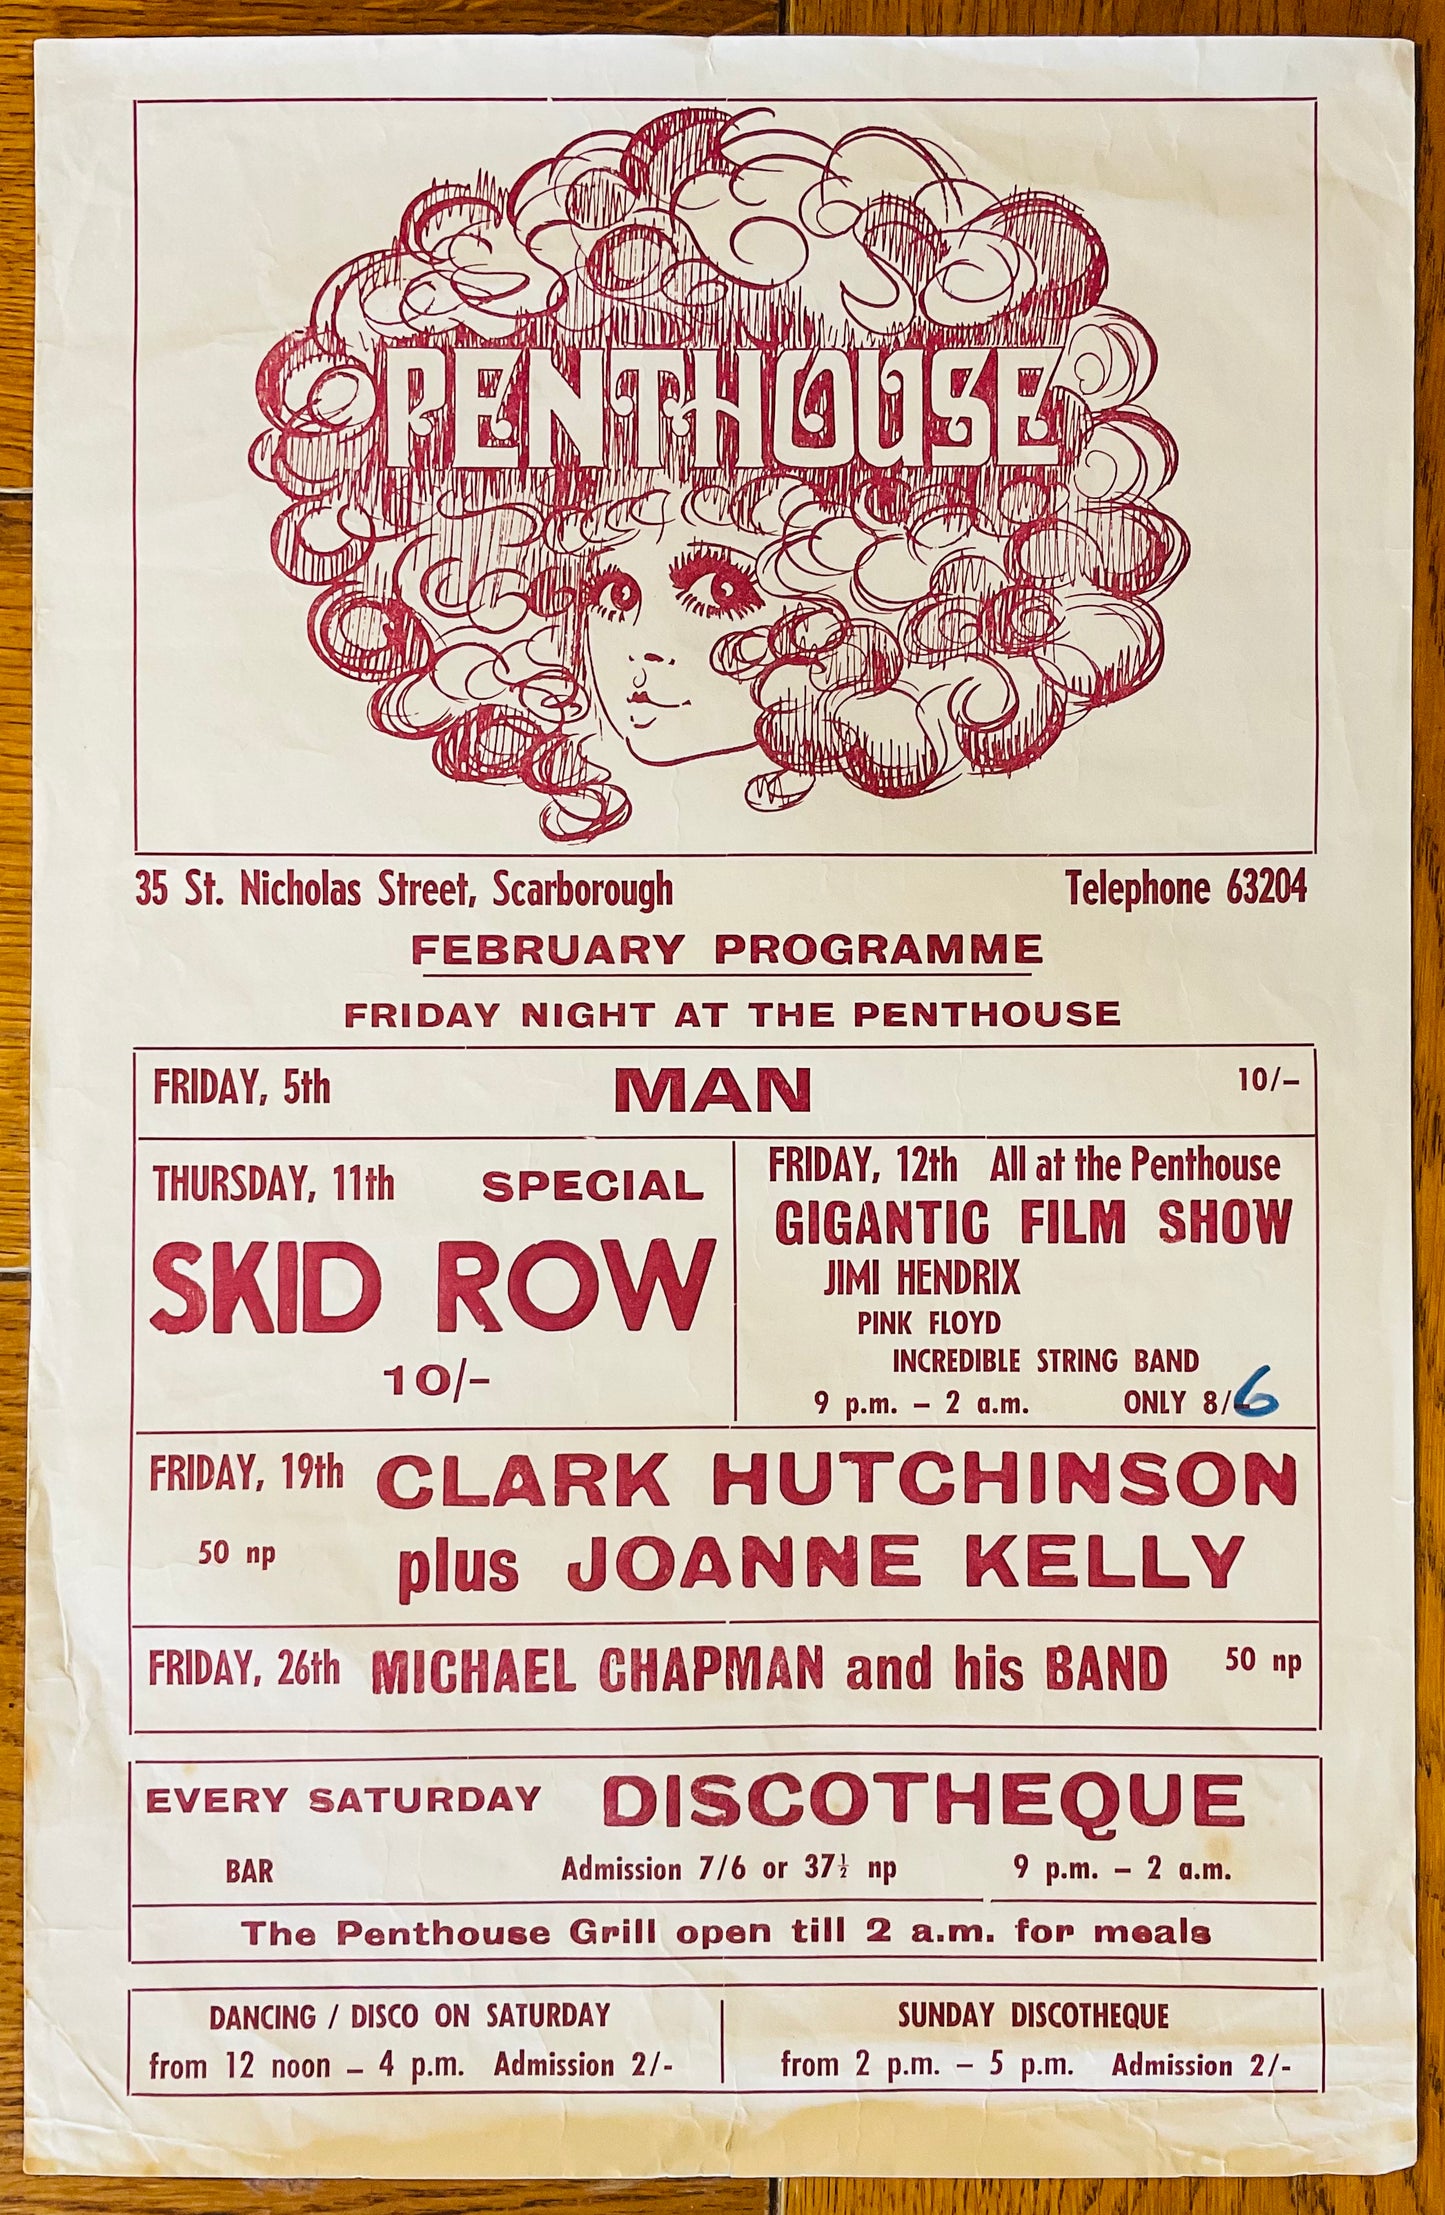 PENTHOUSE
35 St. Nicholas Street, Scarborough Telephone 63204
FEBRUARY PROGRAMME
FRIDAY NIGHT AT THE PENTHOUSE
FRIDAY, 5th MAN 10/-
THURSDAY, 11th SPECIAL
SKID ROW
10/-
FRIDAY, 12th All at the Penthouse
GIGANTIC FILM SHOW
JIMI HENDRIX
PINK FLOYD
INCREDIBLE STRING BAND
9 p.m. – 2 a.m. ONLY 8/6
FRIDAY, 19th CLARK HUTCHINSON
50 np plus JOANNE KELLY
FRIDAY, 26th MICHAEL CHAPMAN and his BAND 50 np
EVERY SATURDAY DISCOTHEQUE
BAR Admission 7/6 or 37½ np 9 p.m. – 2 a.m.
The Penthouse Grill open till 2 a.m. for meals
DANCING / DISCO ON SATURDAY
from 12 noon – 4 p.m. Admission 2/-
SUNDAY DISCOTHEQUE
from 2 p.m. – 5 p.m. Admission 2/-